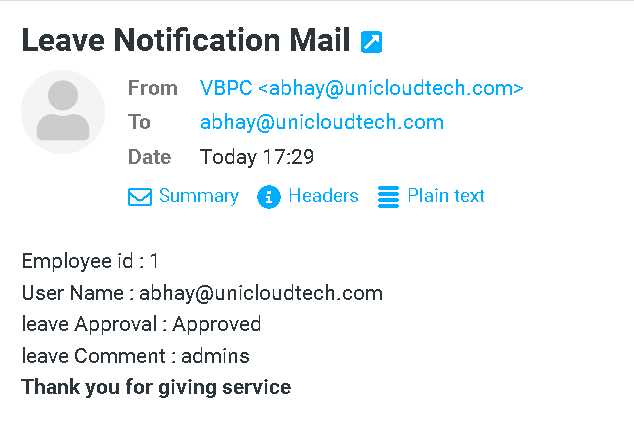 Leave Notification Mail
From VBPC <abhay@unicloudtech.com>
To abhay@unicloudtech.com
Date Today 17:29
Summary Headers Plain text
Employee id : 1
User Name : abhay@unicloudtech.com
leave Approval : Approved
leave Comment : admins
Thank you for giving service